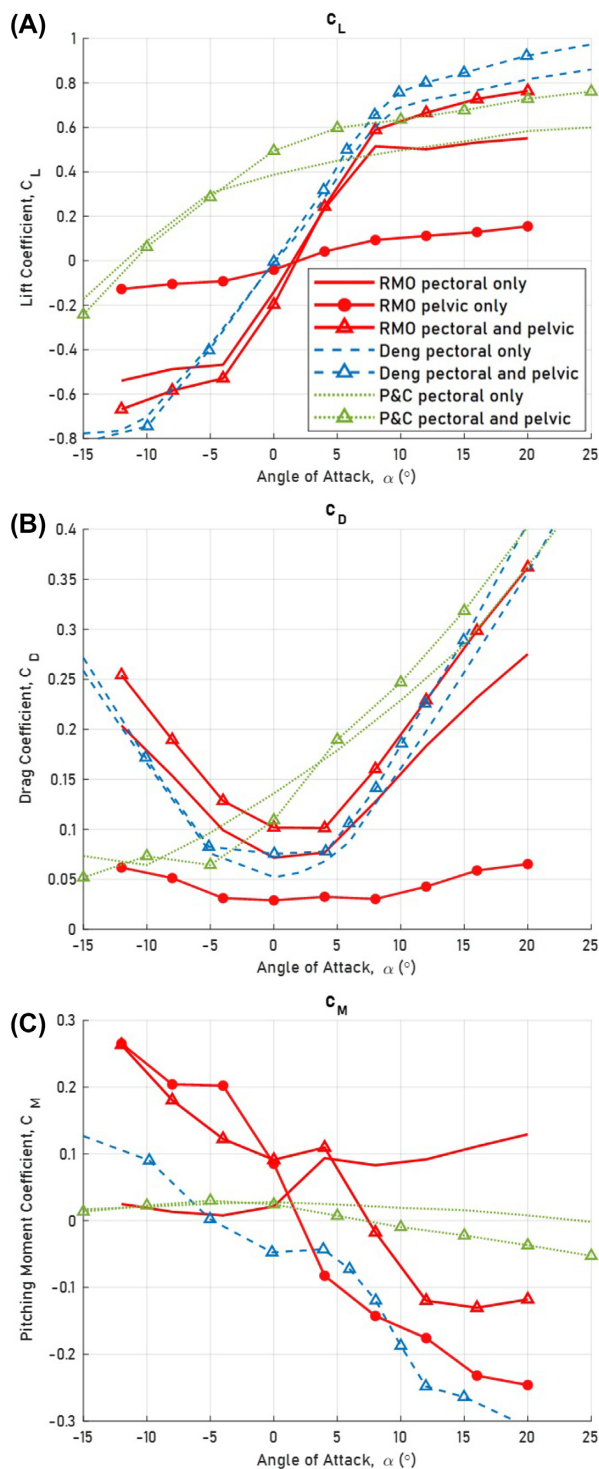 (A)
C_L
1
0.8
0.6
0.4
0.2
0
-0.2
-0.4
-0.6
-0.8
Lift Coefficient, C_L
RMO pectoral only
RMO pelvic only
RMO pectoral and pelvic
Deng pectoral only
Deng pectoral and pelvic
P&C pectoral only
P&C pectoral and pelvic
-15 -10 -5 0 5 10 15 20 25
Angle of Attack, α (°)
(B)
C_D
0.4
0.35
0.3
0.25
0.2
0.15
0.1
0.05
0
Drag Coefficient, C_D
-15 -10 -5 0 5 10 15 20 25
Angle of Attack, α (°)
(C)
C_M
0.3
0.2
0.1
0
-0.1
-0.2
-0.3
Pitching Moment Coefficient, C_M
-15 -10 -5 0 5 10 15 20 25
Angle of Attack, α (°)